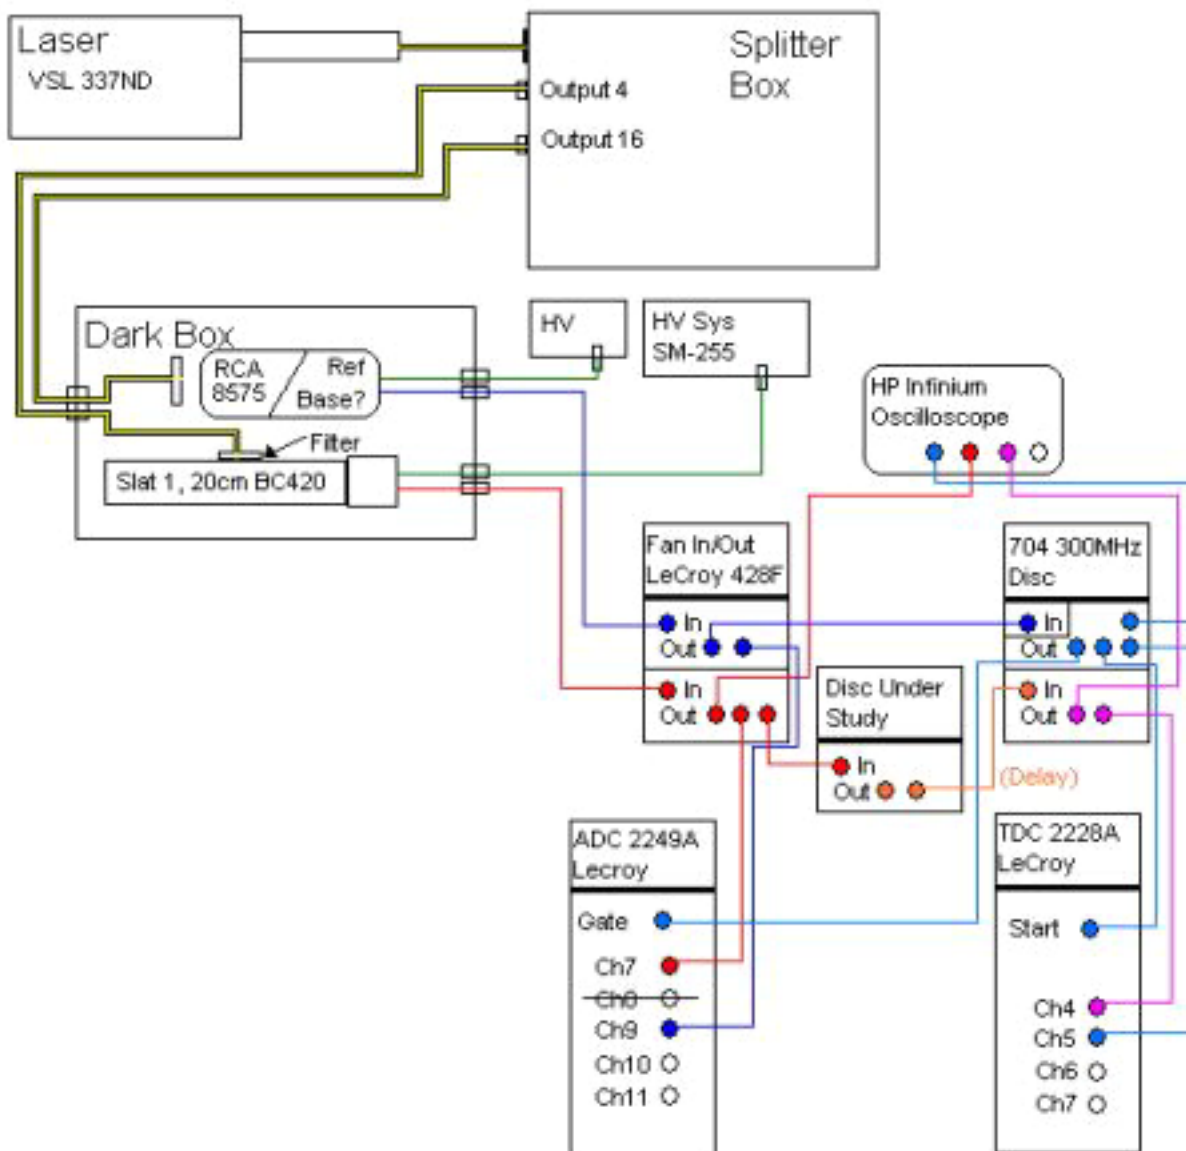 Laser
VSL 337ND
Splitter
Box
Output 4
Output 16
Dark Box
RCA
8575
Ref
Base?
Filter
Slat 1, 20cm BC420
HV
HV Sys
SM-255
HP Infinium
Oscilloscope
Fan In/Out
LeCroy 428F
In
Out
In
Out
704 300MHz
Disc
In
Out
In
Out
Disc Under
Study
In
Out
(Delay)
ADC 2249A
Lecroy
Gate
Ch7
Ch8
Ch9
Ch10
Ch11
TDC 2228A
LeCroy
Start
Ch4
Ch5
Ch6
Ch7